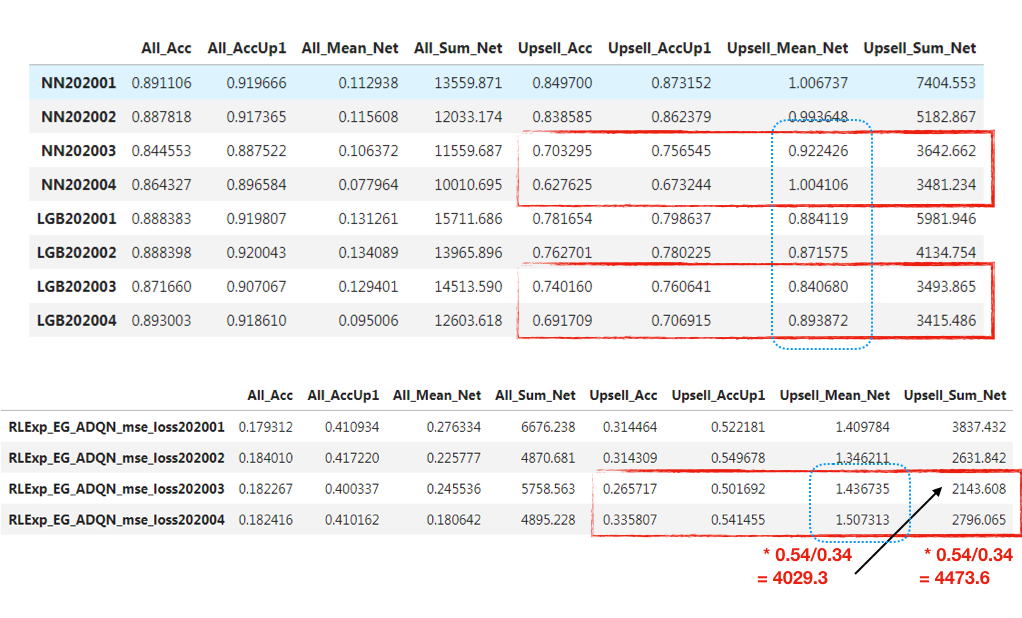 All_Acc All_AccUp1 All_Mean_Net All_Sum_Net Upsell_Acc Upsell_AccUp1 Upsell_Mean_Net Upsell_Sum_Net
NN202001 0.891106 0.919666 0.112938 13559.871 0.849700 0.873152 1.006737 7404.553
NN202002 0.887818 0.917365 0.115608 12033.174 0.838585 0.862379 0.993648 5182.867
NN202003 0.844553 0.887522 0.106372 11559.687 0.703295 0.756545 0.922426 3642.662
NN202004 0.864327 0.896584 0.077964 10010.695 0.627625 0.673244 1.004106 3481.234
LGB202001 0.888383 0.919807 0.131261 15711.686 0.781654 0.798637 0.884119 5981.946
LGB202002 0.888398 0.920043 0.134089 13965.896 0.762701 0.780225 0.871575 4134.754
LGB202003 0.871660 0.907067 0.129401 14513.590 0.740160 0.760641 0.840680 3493.865
LGB202004 0.893003 0.918610 0.095006 12603.618 0.691709 0.706915 0.893872 3415.486
All_Acc All_AccUp1 All_Mean_Net All_Sum_Net Upsell_Acc Upsell_AccUp1 Upsell_Mean_Net Upsell_Sum_Net
RLExp_EG_ADQN_mse_loss202001 0.179312 0.410934 0.276334 6676.238 0.314464 0.522181 1.409784 3837.432
RLExp_EG_ADQN_mse_loss202002 0.184010 0.417220 0.225777 4870.681 0.314309 0.549678 1.346211 2631.842
RLExp_EG_ADQN_mse_loss202003 0.182267 0.400337 0.245536 5758.563 0.265717 0.501692 1.436735 2143.608
RLExp_EG_ADQN_mse_loss202004 0.182416 0.410162 0.180642 4895.228 0.335807 0.541455 1.507313 2796.065
* 0.54/0.34 * 0.54/0.34
= 4029.3 = 4473.6